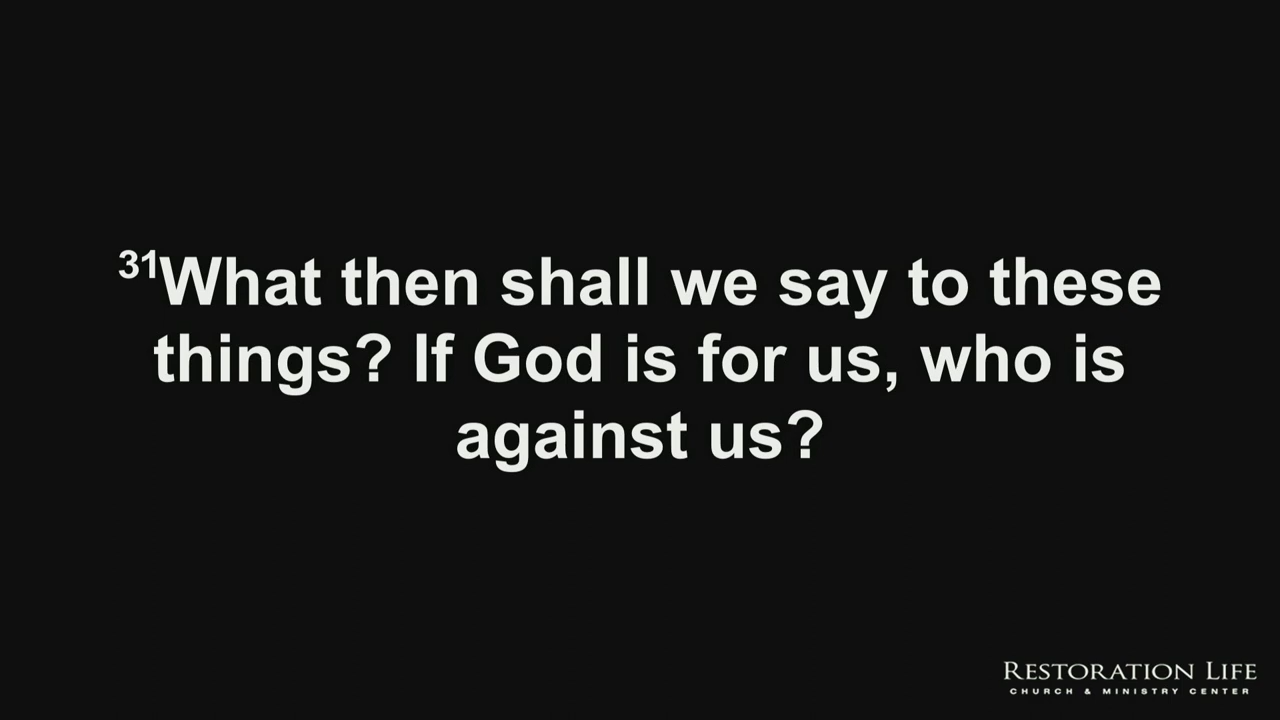 31What then shall we say to these
things? If God is for us, who is
against us?
RESTORATION LIFE
CHURCH & MINISTRY CENTER